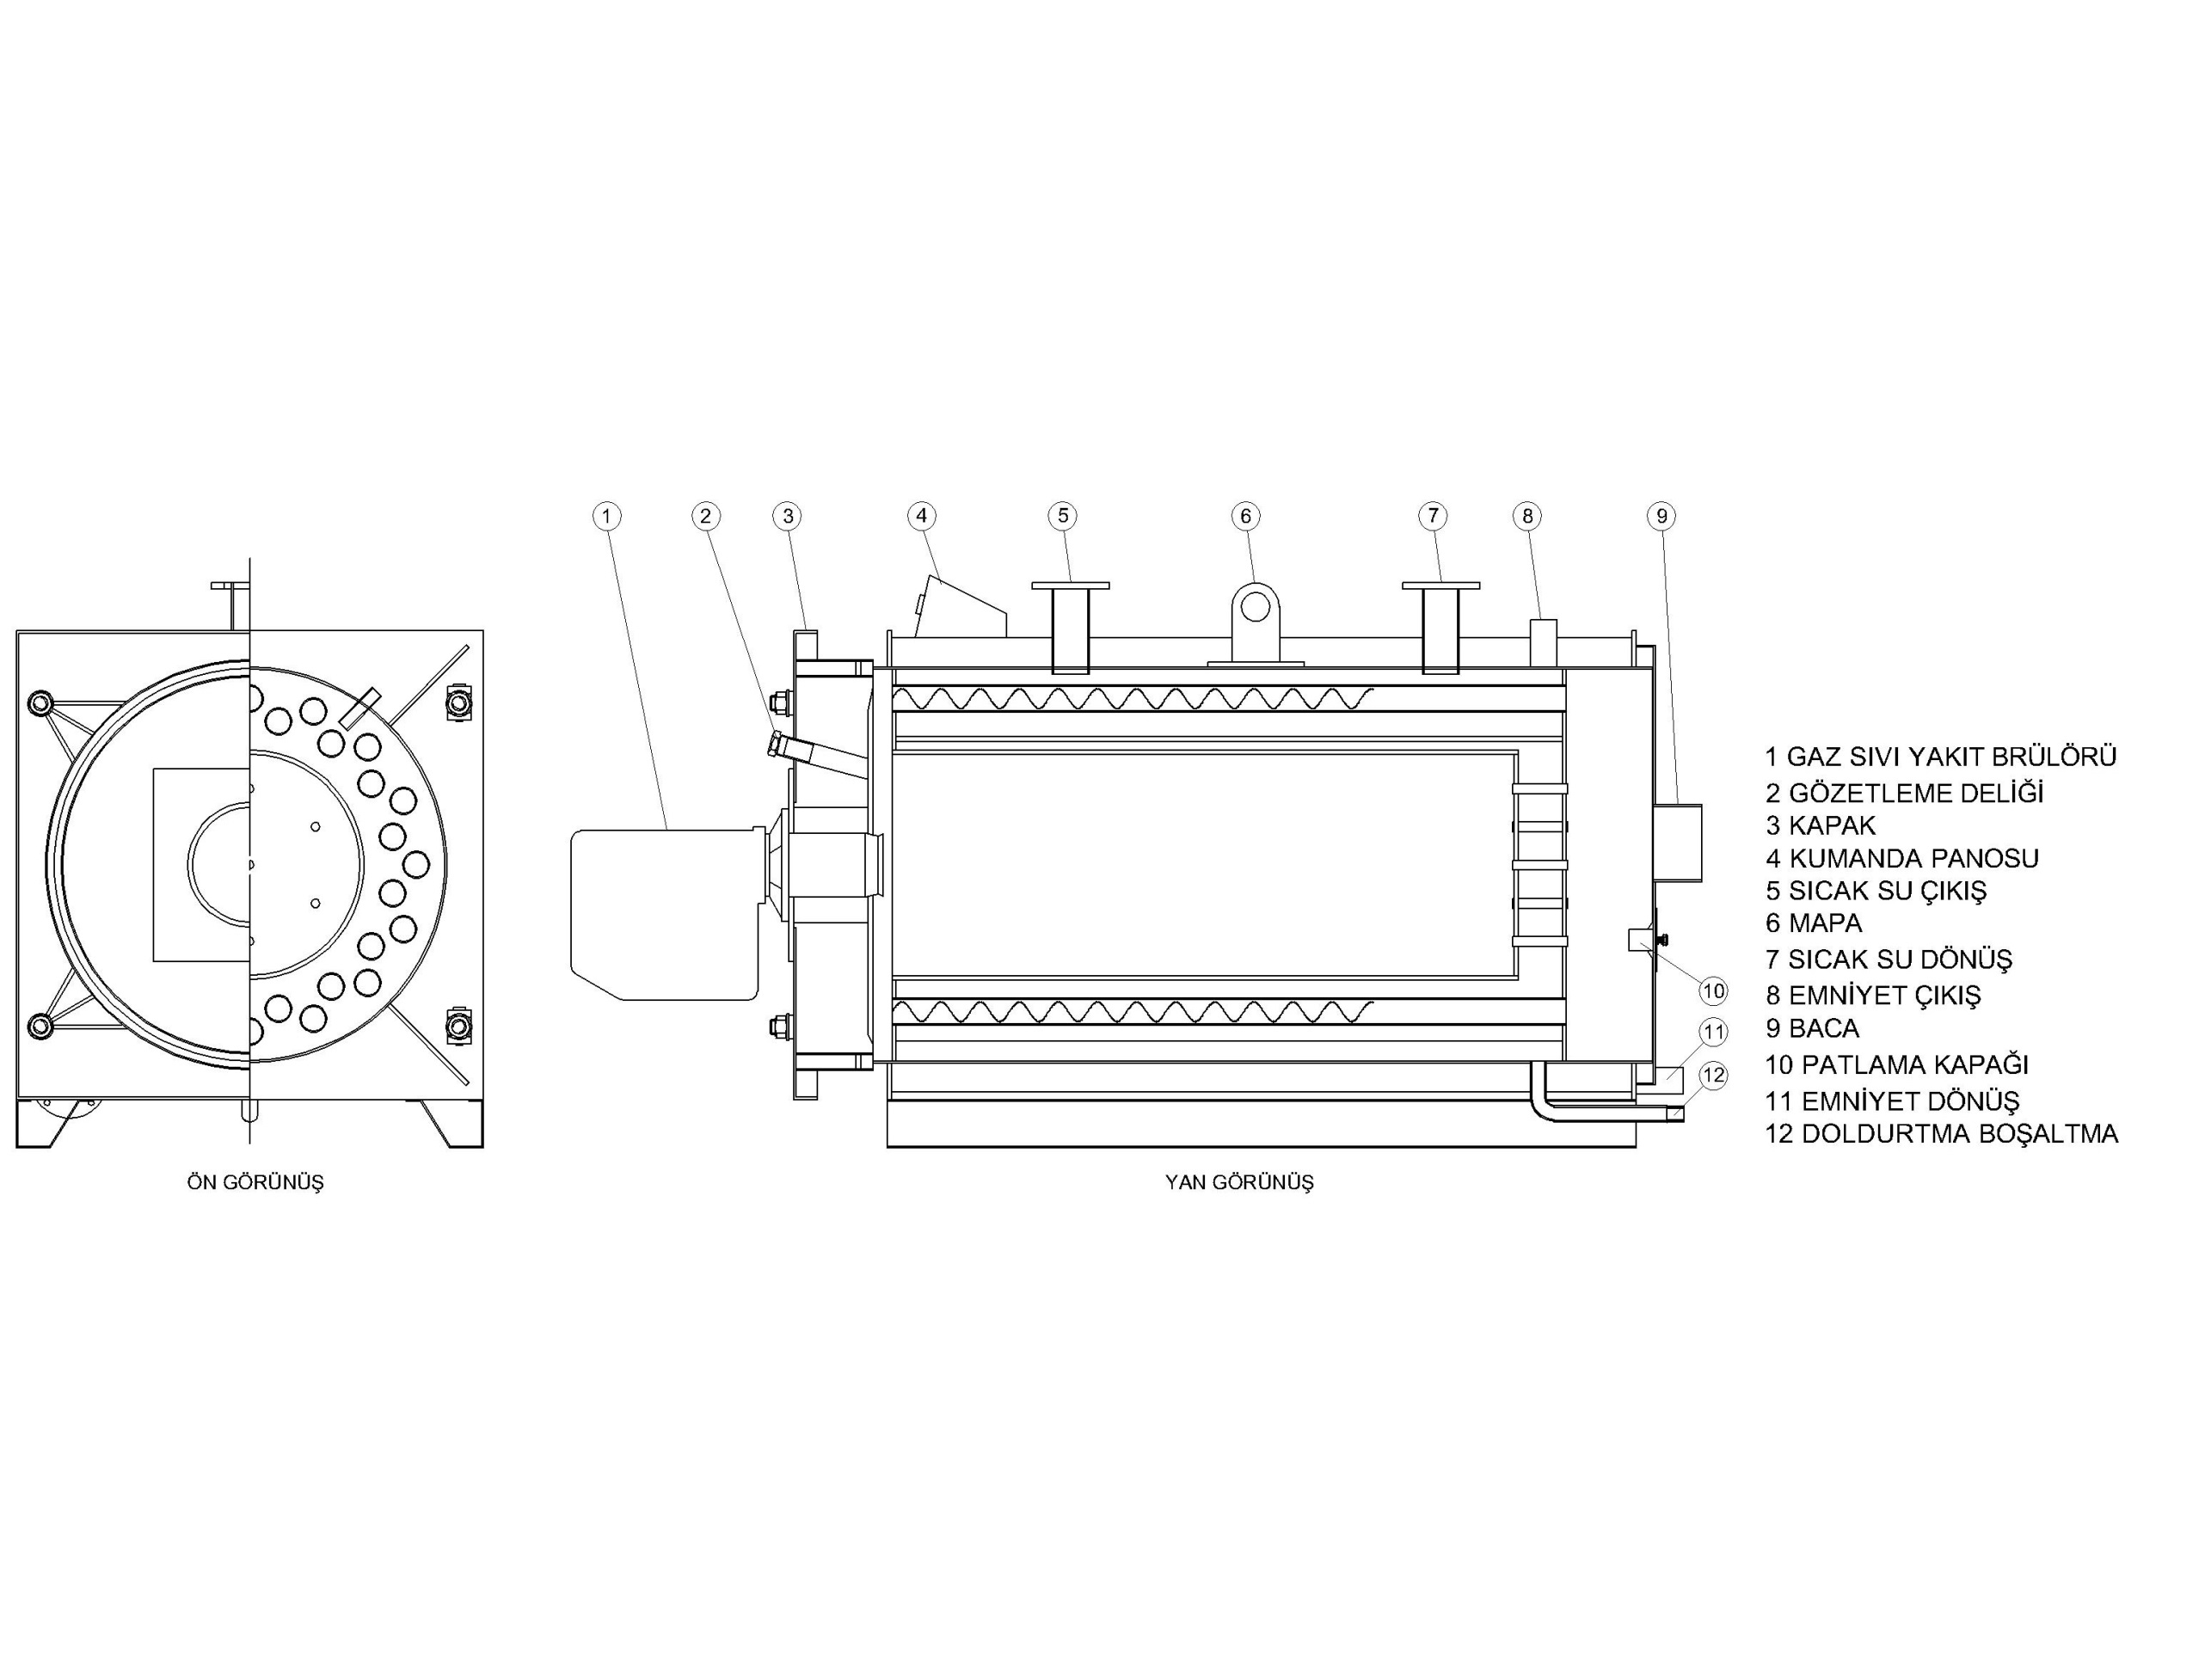 1 2 3 4 5 6 7 8 9
10
11
12
1 GAZ SIVI YAKIT BRÜLÖRÜ
2 GÖZETLEME DELİĞİ
3 KAPAK
4 KUMANDA PANOSU
5 SICAK SU ÇIKIŞ
6 MAPA
7 SICAK SU DÖNÜŞ
8 EMNİYET ÇIKIŞ
9 BACA
10 PATLAMA KAPAĞI
11 EMNİYET DÖNÜŞ
12 DOLDURTMA BOŞALTMA
ÖN GÖRÜNÜŞ
YAN GÖRÜNÜŞ